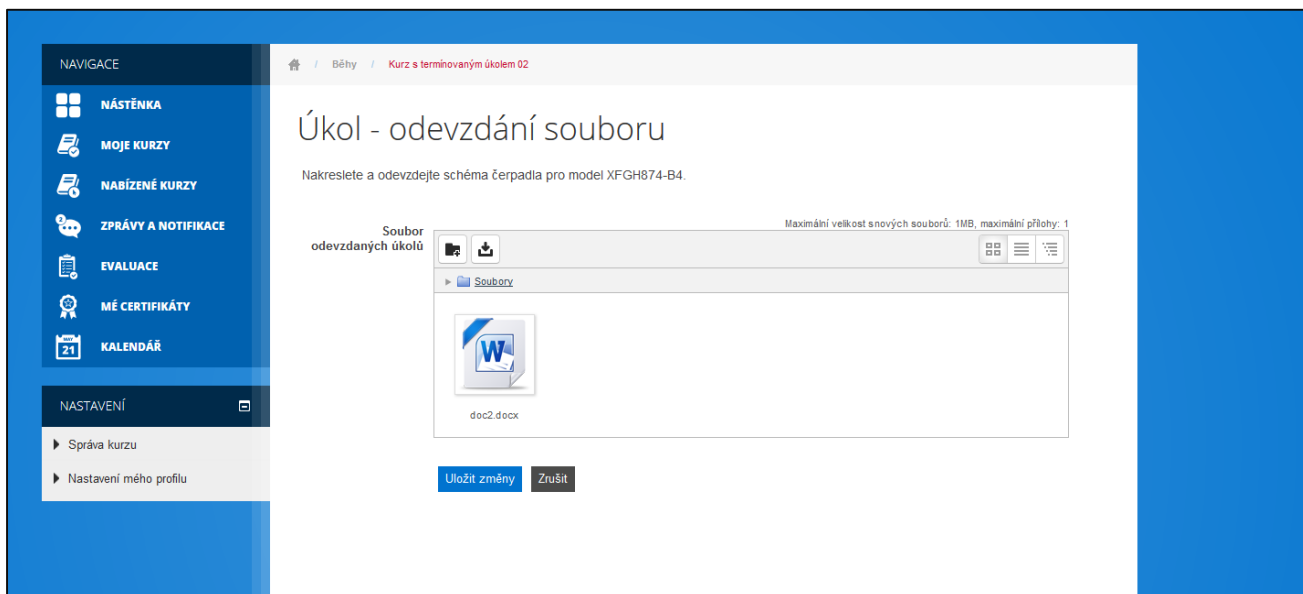 NAVIGACE
NÁSTĚNKA
MOJE KURZY
NABÍZENÉ KURZY
2
ZPRÁVY A NOTIFIKACE
EVALUACE
MÉ CERTIFIKÁTY
MAY
21
KALENDÁŘ
NASTAVENÍ
Správa kurzu
Nastavení mého profilu
/ Běhy / Kurz s termínovaným úkolem 02
Úkol - odevzdání souboru
Nakreslete a odevzdejte schéma čerpadla pro model XFGH874-B4.
Maximální velikost snových souborů: 1MB, maximální přílohy: 1
Soubor
odevzdaných úkolů
Soubory
W
doc2.docx
Uložit změny Zrušit